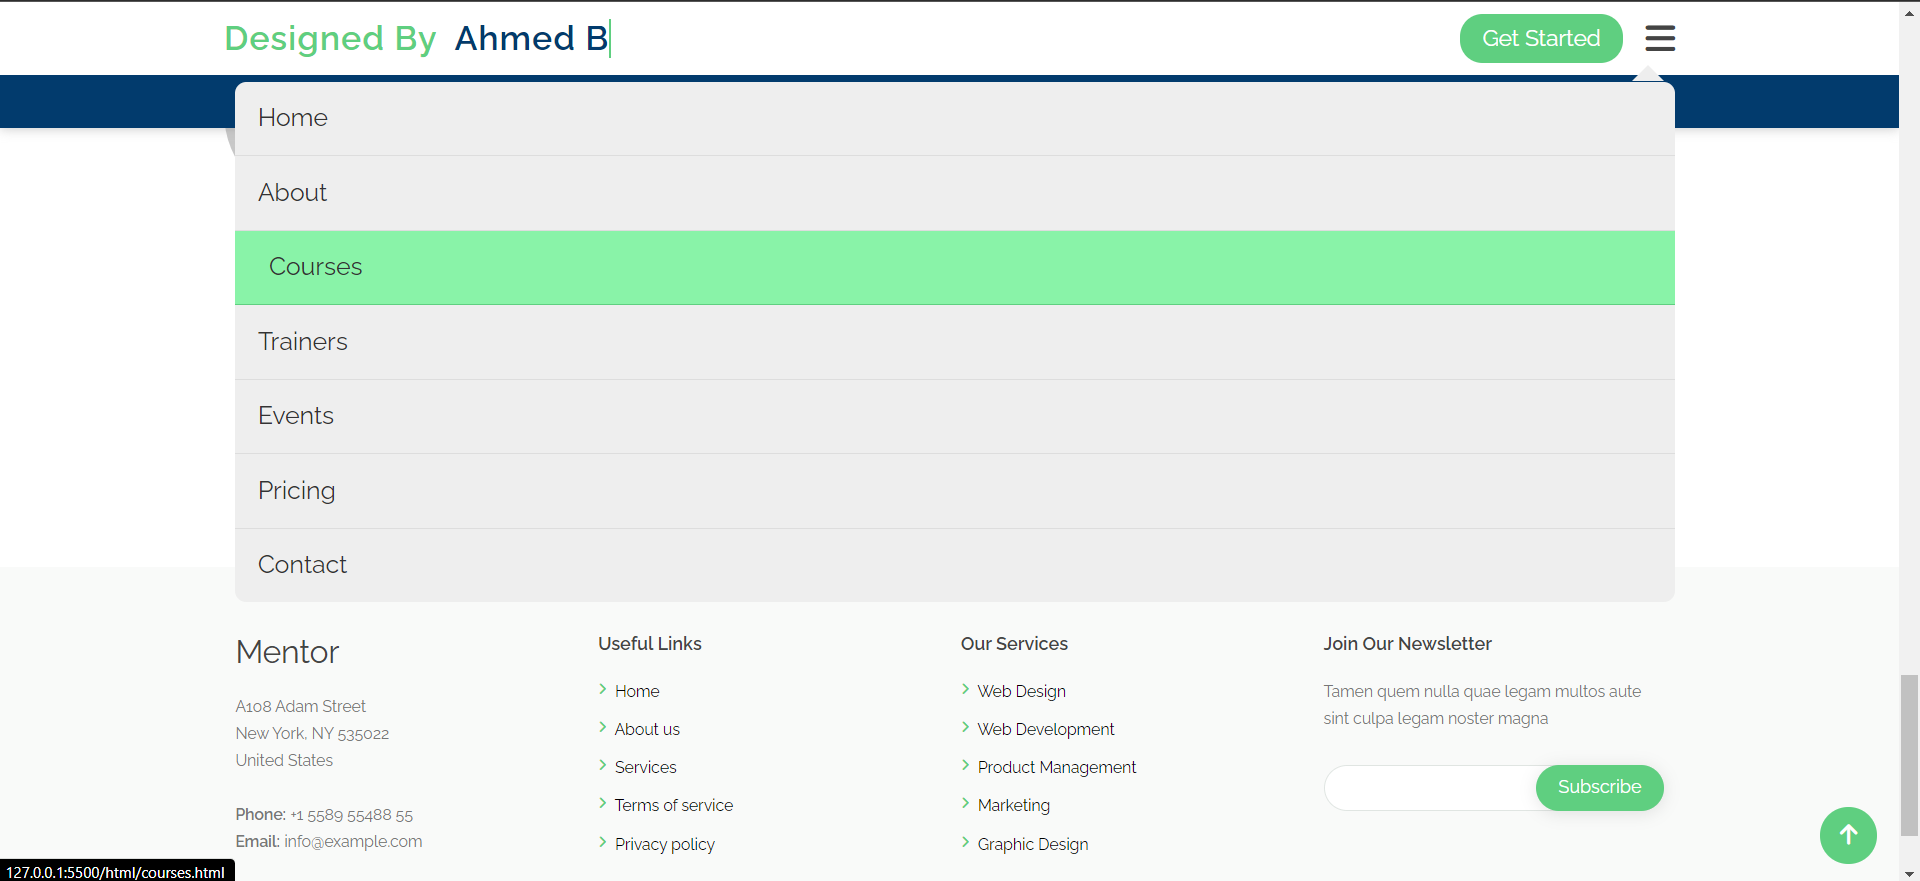 Designed By Ahmed B
Get Started
Home
About
Courses
Trainers
Events
Pricing
Contact
Mentor
A108 Adam Street
New York, NY 535022
United States
Phone: +1 5589 55488 55
Email: info@example.com
Useful Links
Home
About us
Services
Terms of service
Privacy policy
Our Services
Web Design
Web Development
Product Management
Marketing
Graphic Design
Join Our Newsletter
Tamen quem nulla quae legam multos aute
sint culpa legam noster magna
Subscribe
127.0.0.1:5500/html/courses.html